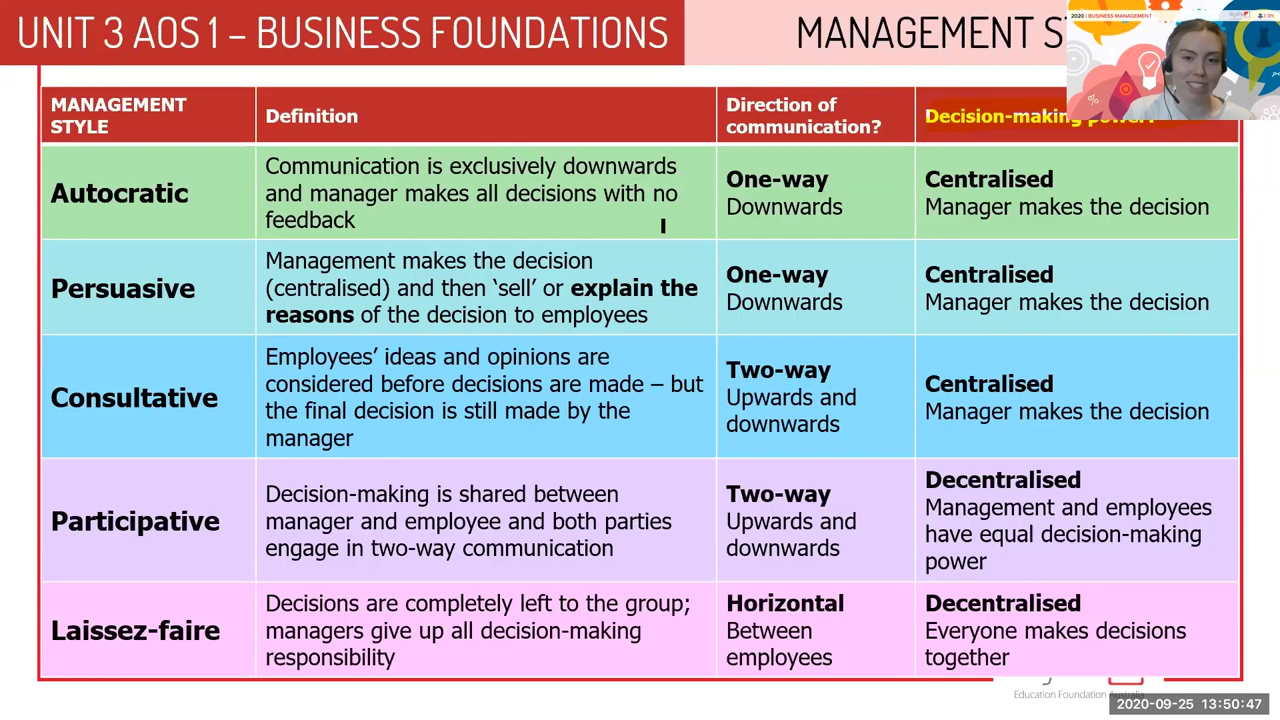 UNIT 3 AOS 1 – BUSINESS FOUNDATIONS
MANAGEMENT
2020 | BUSINESS MANAGEMENT
MANAGEMENT
STYLE
Definition
Direction of
communication?
Decision-making
Autocratic
Communication is exclusively downwards
and manager makes all decisions with no
feedback
One-way
Downwards
Centralised
Manager makes the decision
Persuasive
Management makes the decision
(centralised) and then ‘sell’ or explain the
reasons of the decision to employees
One-way
Downwards
Centralised
Manager makes the decision
Consultative
Employees’ ideas and opinions are
considered before decisions are made – but
the final decision is still made by the
manager
Two-way
Upwards and
downwards
Centralised
Manager makes the decision
Participative
Decision-making is shared between
manager and employee and both parties
engage in two-way communication
Two-way
Upwards and
downwards
Decentralised
Management and employees
have equal decision-making
power
Laissez-faire
Decisions are completely left to the group;
managers give up all decision-making
responsibility
Horizontal
Between
employees
Decentralised
Everyone makes decisions
together
Education Foundation Australia
2020-09-25 13:50:47